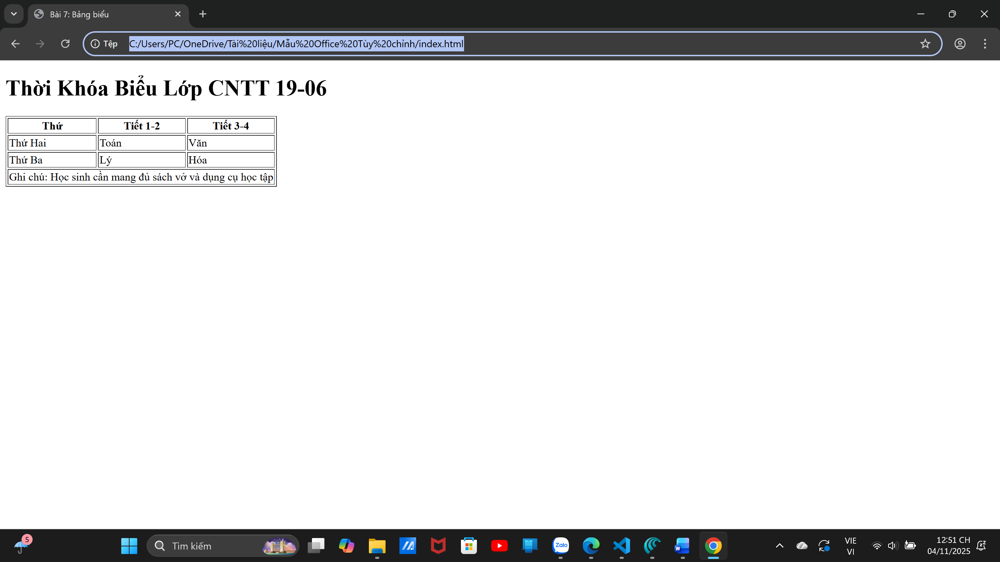 Bài 7: Bảng biểu
Tệp C:/Users/PC/OneDrive/Tài%20liệu/Mẫu%20Office%20Tùy%20chỉnh/index.html
Thời Khóa Biểu Lớp CNTT 19-06
Thứ Tiết 1-2 Tiết 3-4
Thứ Hai Toán Văn
Thứ Ba Lý Hóa
Ghi chú: Học sinh cần mang đủ sách vở và dụng cụ học tập
5
Tìm kiếm
Zalo
W
VIE
VI
12:51 CH
04/11/2025